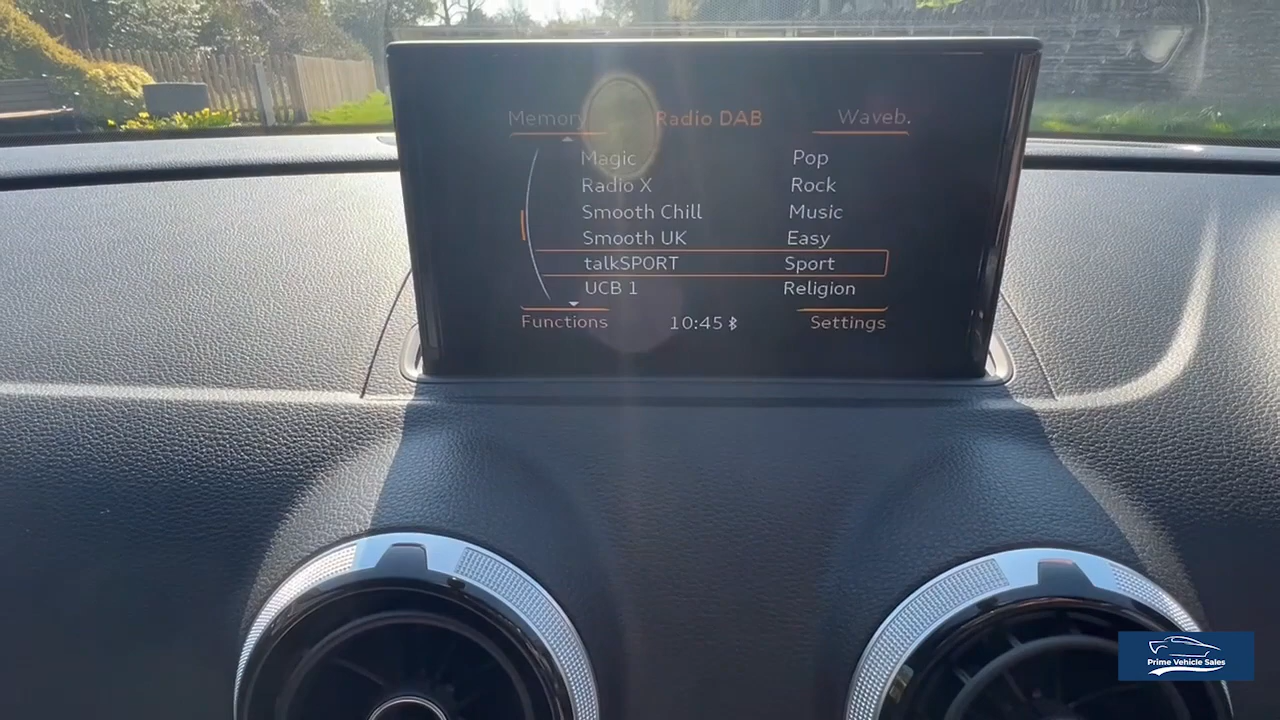 Memory Radio DAB Waveb.
Magic Pop
Radio X Rock
Smooth Chill Music
Smooth UK Easy
talkSPORT Sport
UCB 1 Religion
Functions 10:45 Settings
Prime Vehicle Sales